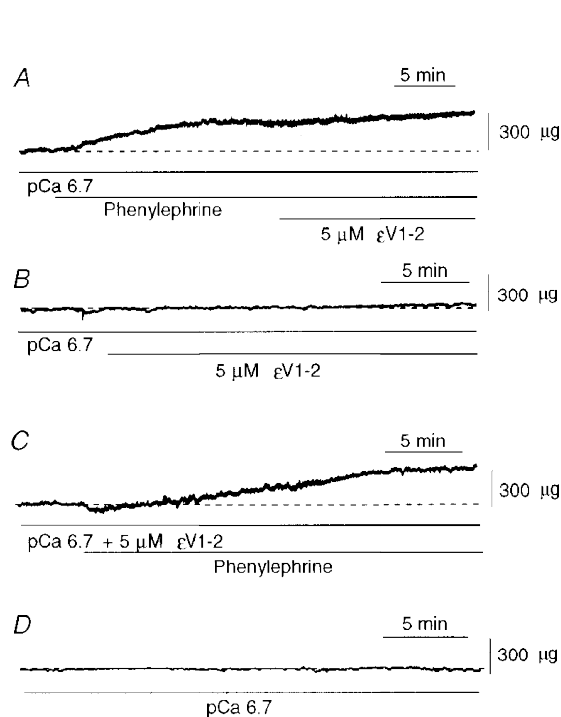 A
5 min
300 µg
pCa 6.7
Phenylephrine
5 µM εV1-2
B
5 min
300 µg
pCa 6.7
5 µM εV1-2
C
5 min
300 µg
pCa 6.7 + 5 µM εV1-2
Phenylephrine
D
5 min
300 µg
pCa 6.7